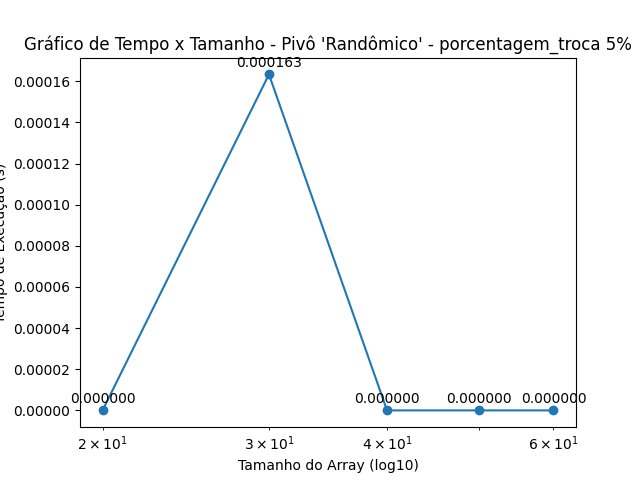 Gráfico de Tempo x Tamanho - Pivô 'Randômico' - porcentagem_troca 5%
0.000163
0.00016
0.00014
0.00012
0.00010
0.00008
0.00006
0.00004
0.00002
0.00000
Tempo de Execução (s)
0.000000
0.000000
0.000000
0.000000
2 × 10¹
3 × 10¹
4 × 10¹
6 × 10¹
Tamanho do Array (log10)